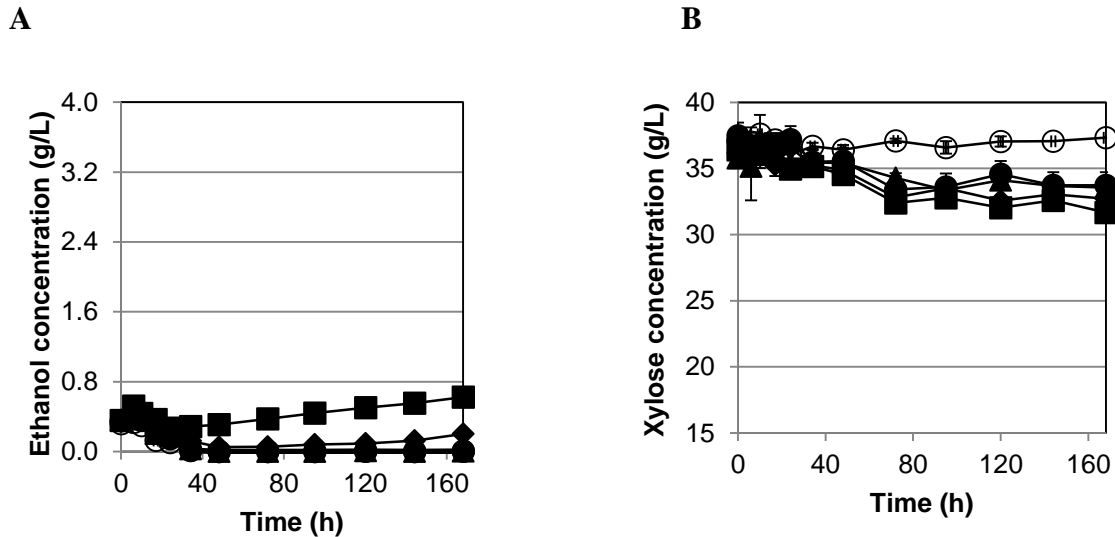 A
B
Ethanol concentration (g/L)
4.0
3.2
2.4
1.6
0.8
0.0
0 40 80 120 160
Time (h)
Xylose concentration (g/L)
40
35
30
25
20
15
0 40 80 120 160
Time (h)